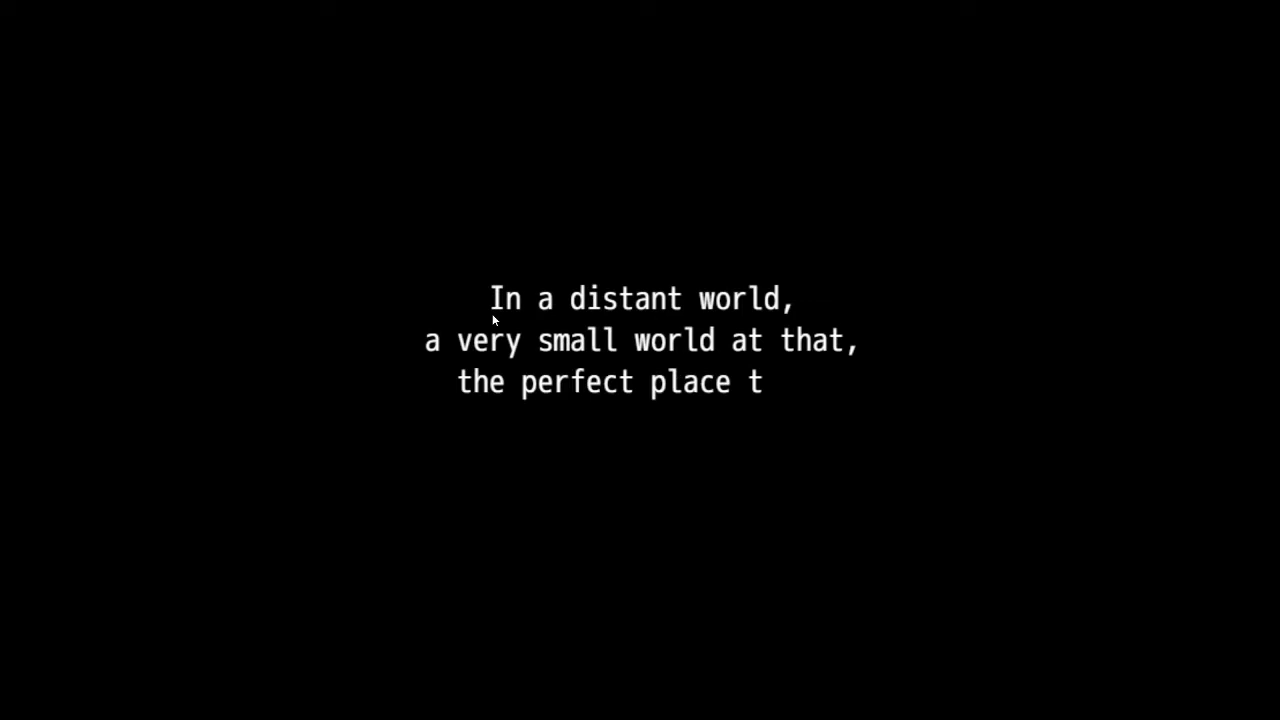 In a distant world,
a very small world at that,
the perfect place t